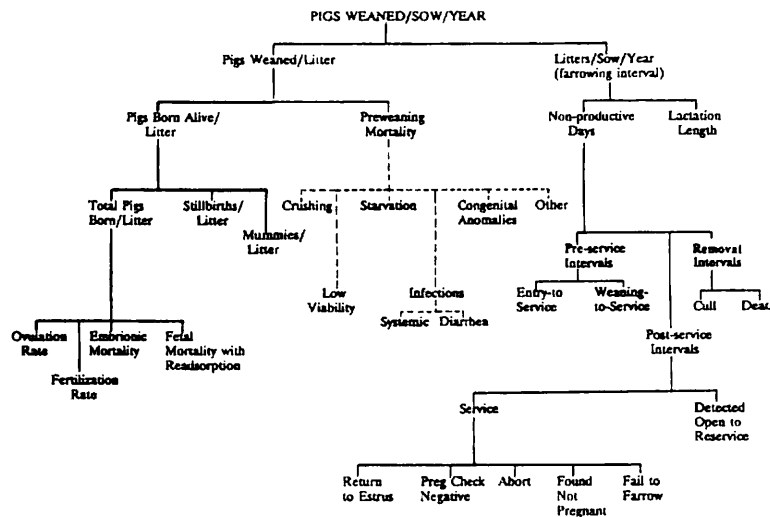 PIGS WEANED/SOW/YEAR
Pigs Weaned/Litter
Litters/Sow/Year
(farrowing interval)
Pigs Born Alive/
Litter
Preweaning
Mortality
Non-productive
Days
Lactation
Length
Total Pigs
Born/Litter
Stillbirths/
Litter
Mummies/
Litter
Crushing
Starvation
Congenital
Anomalies
Other
Low
Viability
Infections
Systemic
Diarrhea
Pre-service
Intervals
Removal
Intervals
Entry-to
Service
Weaning-
to-Service
Cull
Dead
Post-service
Intervals
Ovulation
Rate
Fertilization
Rate
Embrionic
Mortality
Fetal
Mortality with
Readsorption
Service
Detected
Open to
Reservice
Return
to Estrus
Preg Check
Negative
Abort
Found
Not
Pregnant
Fail to
Farrow